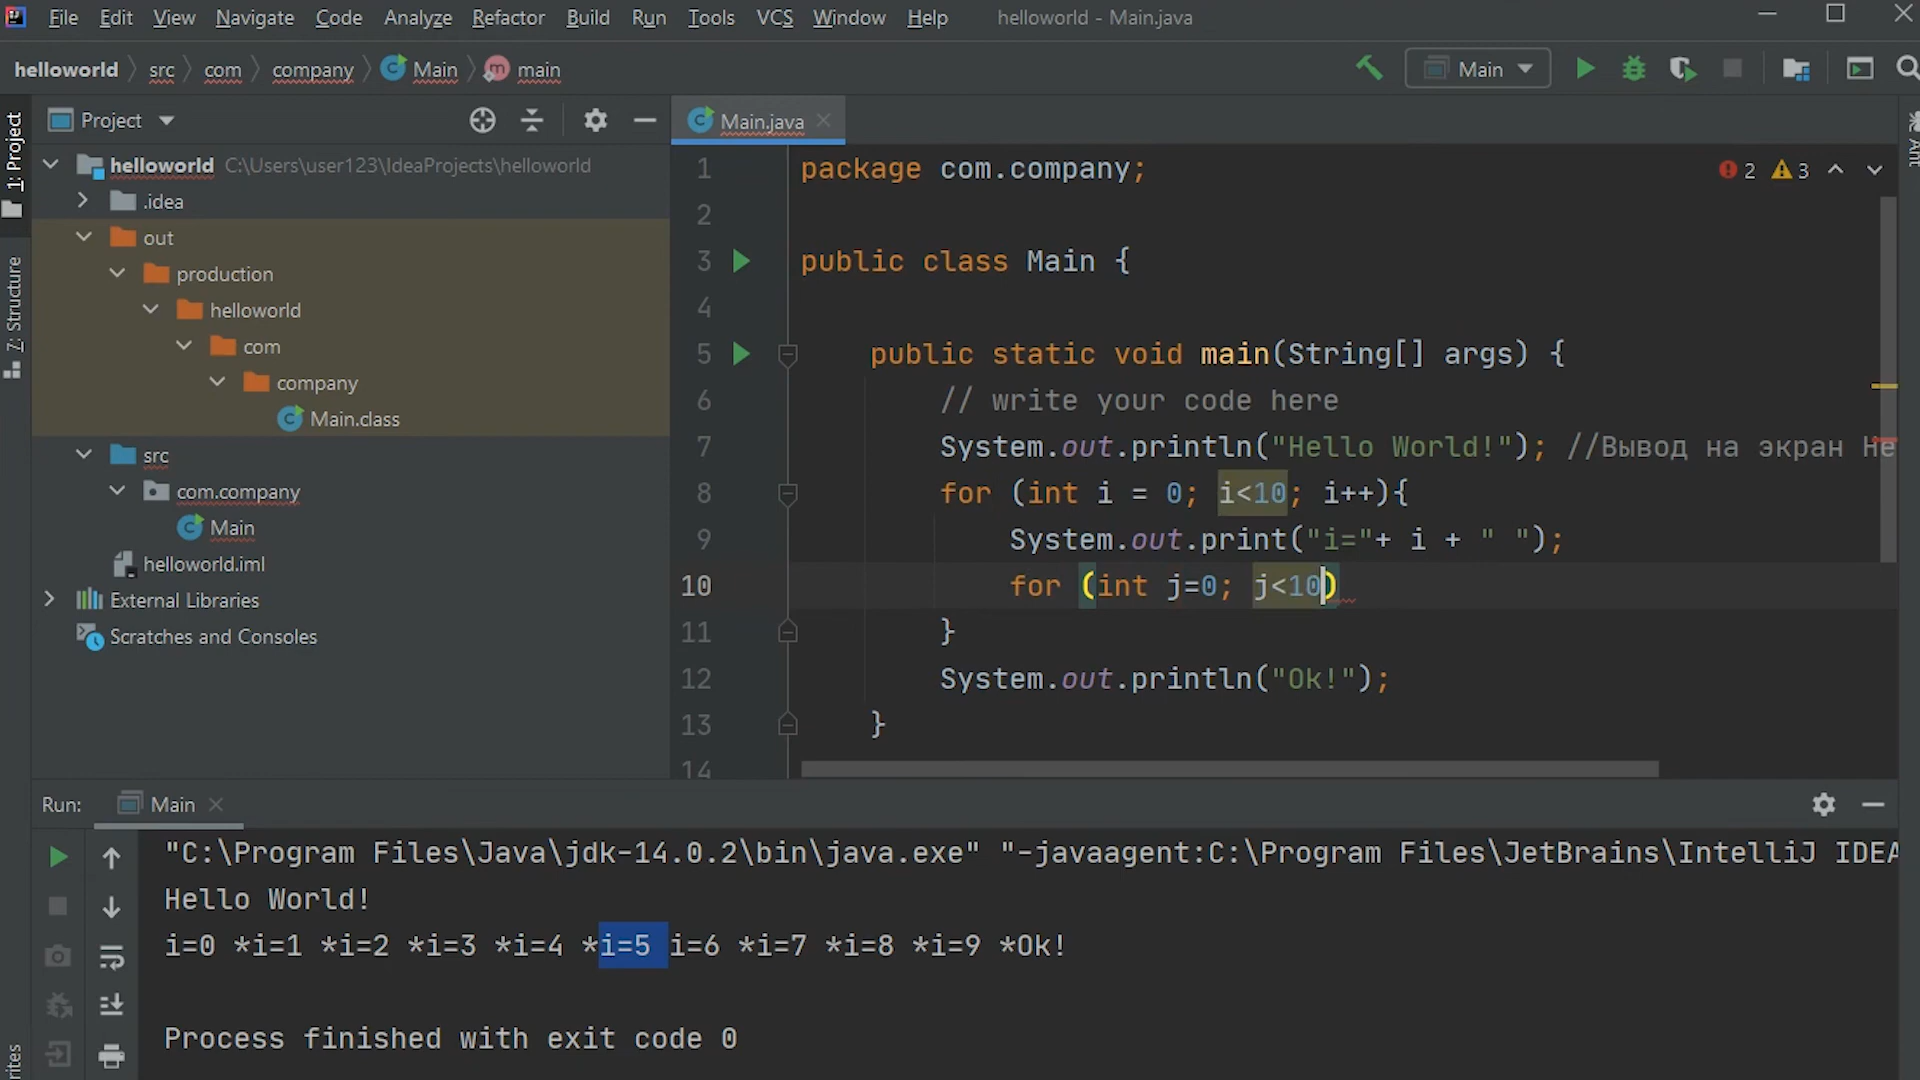 File Edit View Navigate Code Analyze Refactor Build Run Tools VCS Window Help helloworld - Main.java
helloworld src com company Main main
Main
1: Project
7: Structure
rites
Ant
Project
helloworld C:\Users\user123\IdeaProjects\helloworld
.idea
out
production
helloworld
com
company
Main.class
src
com.company
Main
helloworld.iml
External Libraries
Scratches and Consoles
Main.java
2 3
1 package com.company;
2
3 public class Main {
4
5 public static void main(String[] args) {
6 // write your code here
7 System.out.println("Hello World!"); //Вывод на экран Не
8 for (int i = 0; i<10; i++){
9 System.out.print("i="+ i + " ");
10 for (int j=0; j<10)
11 }
12 System.out.println("Ok!");
13 }
14
Run: Main
"C:\Program Files\Java\jdk-14.0.2\bin\java.exe" "-javaagent:C:\Program Files\JetBrains\IntelliJ IDEA
Hello World!
i=0 *i=1 *i=2 *i=3 *i=4 *i=5 i=6 *i=7 *i=8 *i=9 *Ok!
Process finished with exit code 0